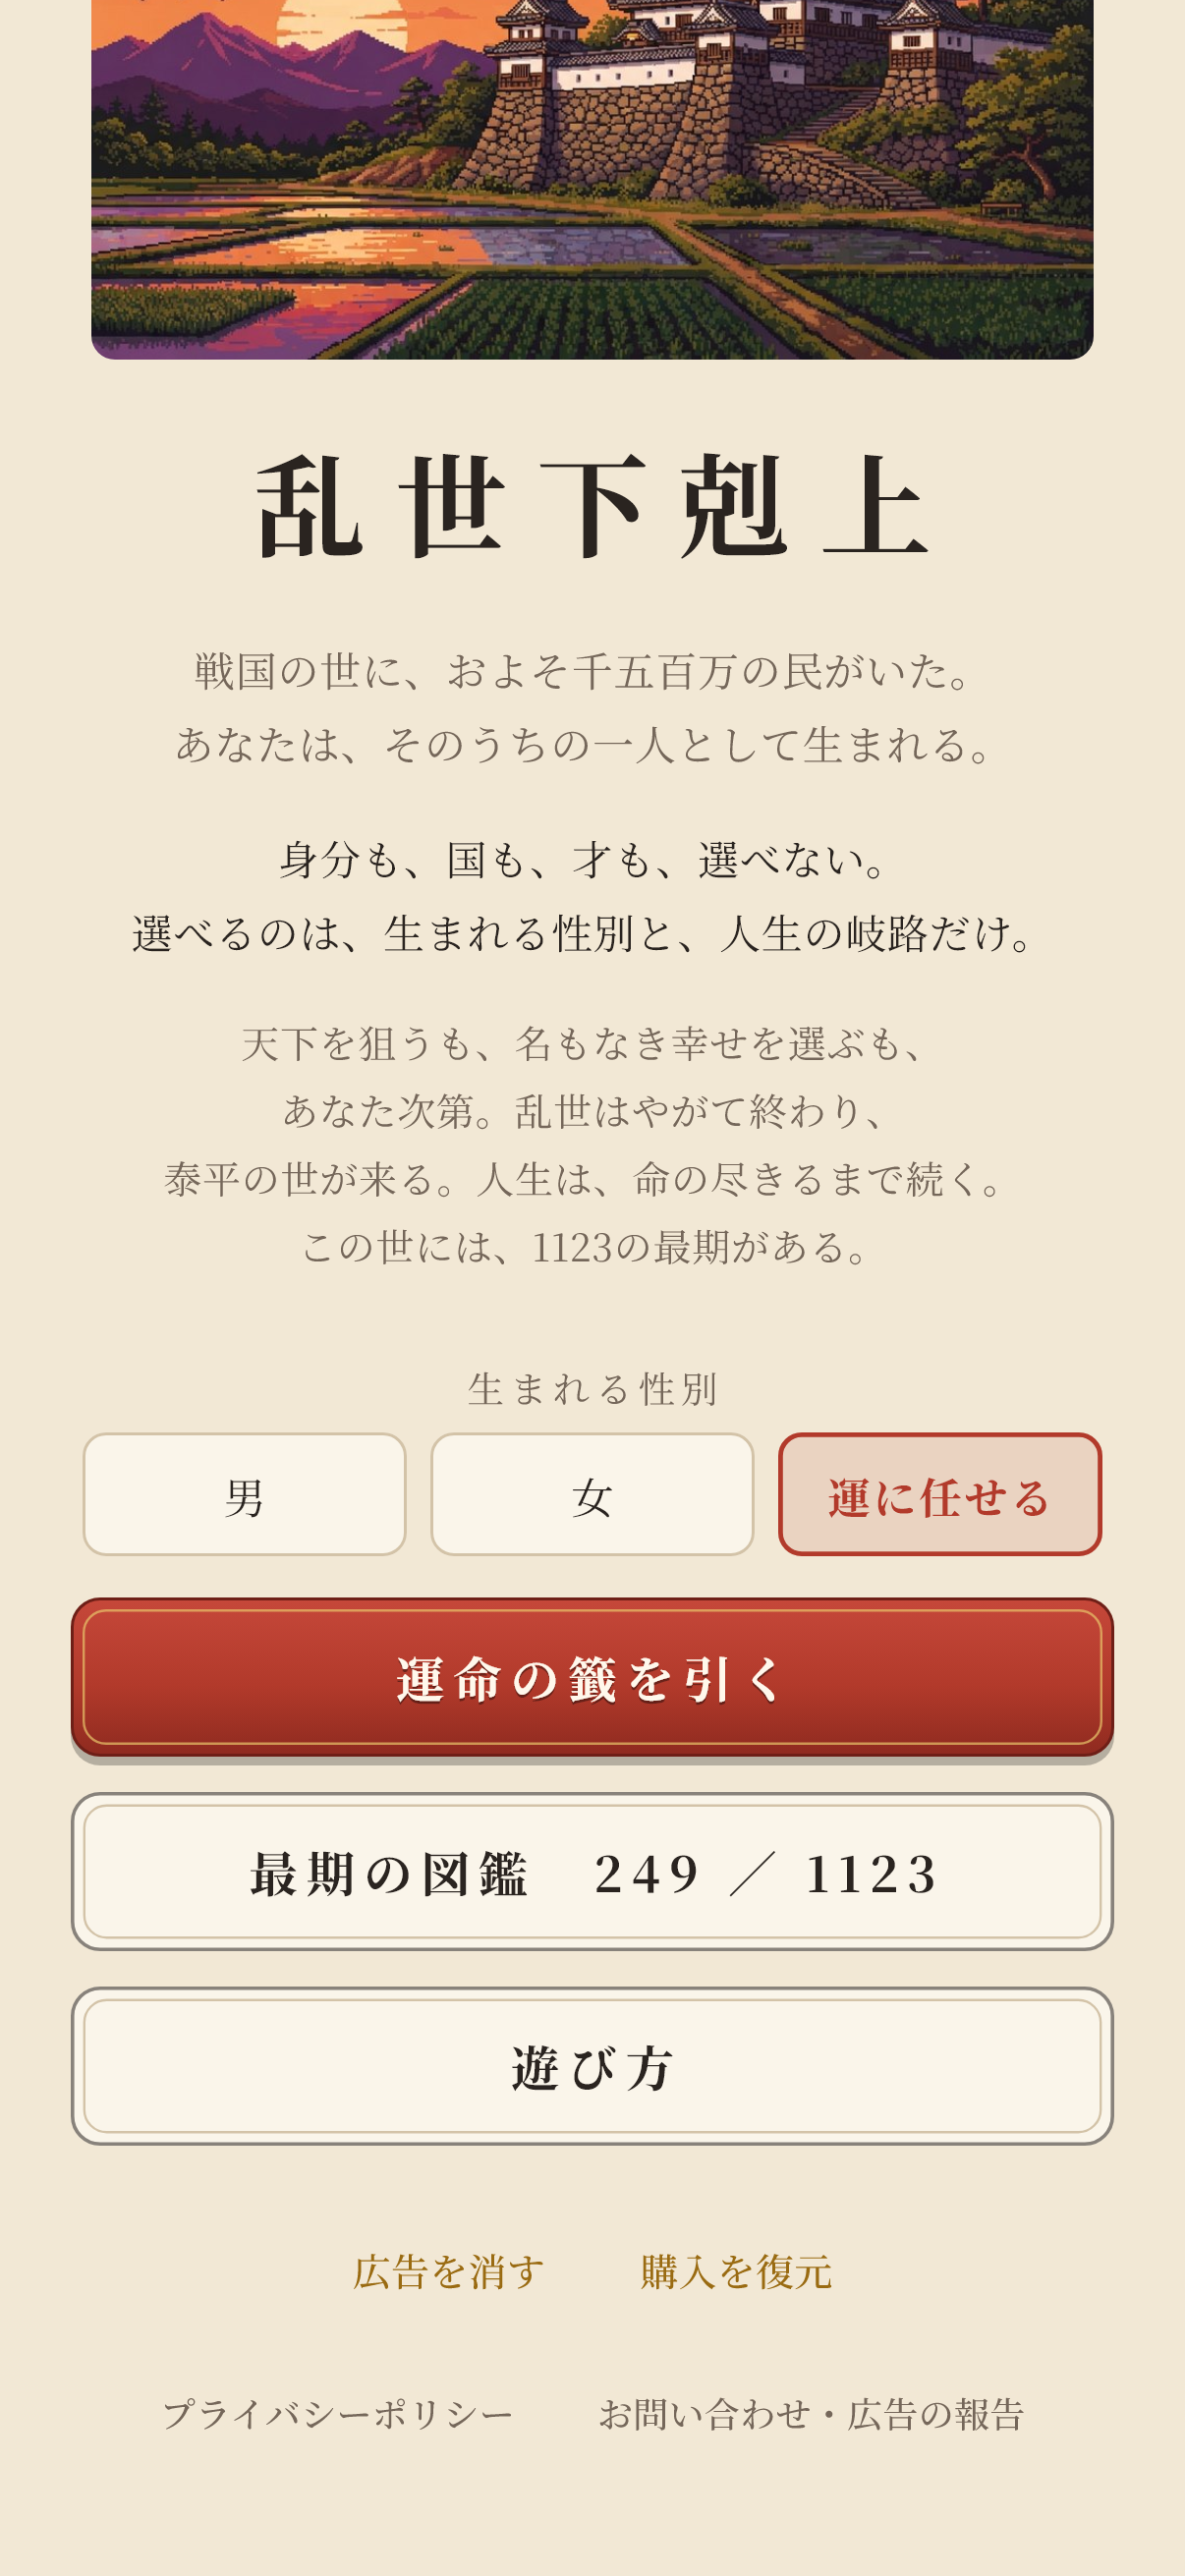 乱世下剋上
戦国の世に、およそ千五百万の民がいた。
あなたは、そのうちの一人として生まれる。
身分も、国も、才も、選べない。
選べるのは、生まれる性別と、人生の岐路だけ。
天下を狙うも、名もなき幸せを選ぶも、
あなた次第。乱世はやがて終わり、
泰平の世が来る。人生は、命の尽きるまで続く。
この世には、1123の最期がある。
生まれる性別
男 女 運に任せる
運命の籤を引く
最期の図鑑 249 ／ 1123
遊び方
広告を消す 購入を復元
プライバシーポリシー お問い合わせ・広告の報告